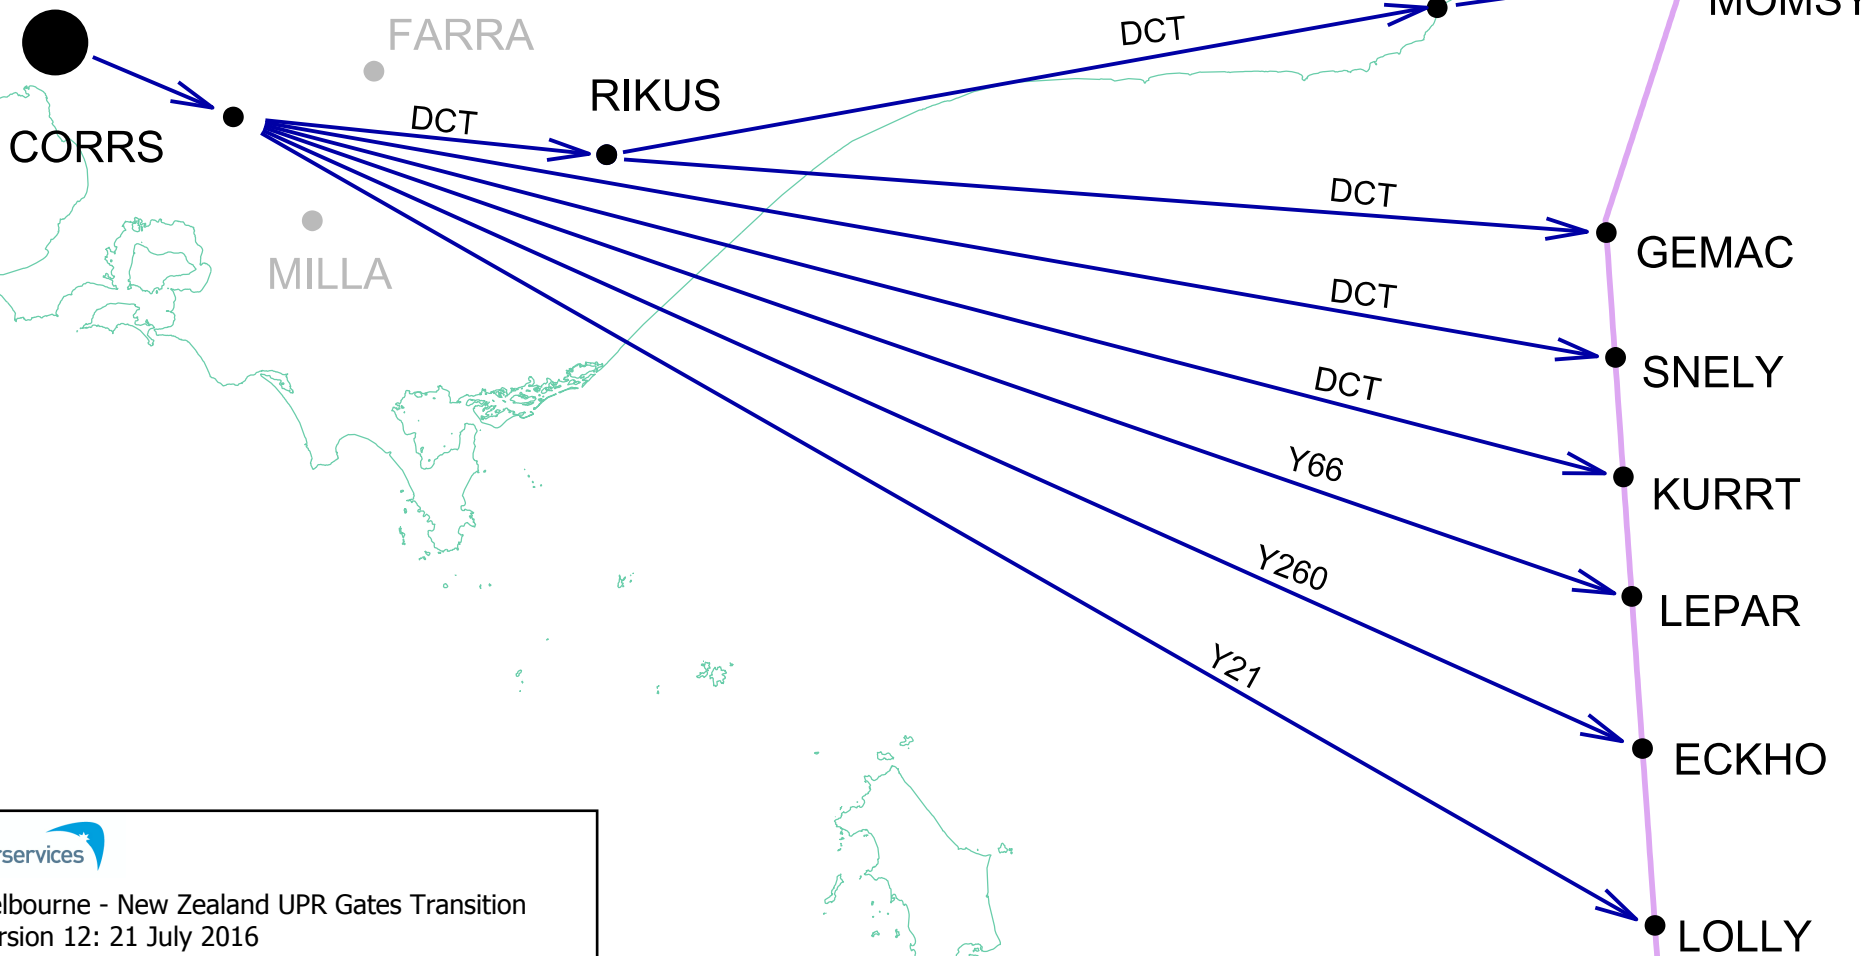 MOMSY
DCT
FARRA
RIKUS
DCT
CORRS
DCT
GEMAC
MILLA
DCT
SNELY
DCT
KURRT
Y66
Y260
LEPAR
Y21
ECKHO
rservices
elbourne - New Zealand UPR Gates Transition
rsion 12: 21 July 2016
LOLLY